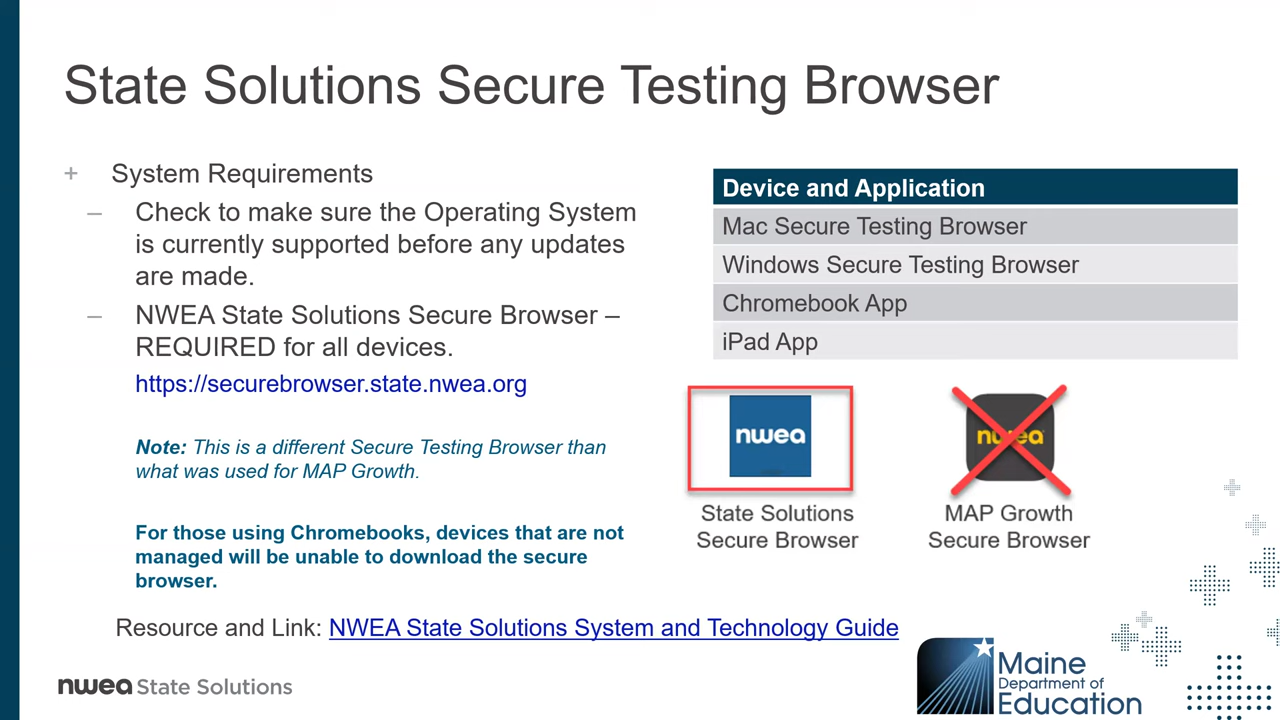 State Solutions Secure Testing Browser
+ System Requirements
– Check to make sure the Operating System
is currently supported before any updates
are made.
– NWEA State Solutions Secure Browser –
REQUIRED for all devices.
https://securebrowser.state.nwea.org
Note: This is a different Secure Testing Browser than
what was used for MAP Growth.
For those using Chromebooks, devices that are not
managed will be unable to download the secure
browser.
Device and Application
Mac Secure Testing Browser
Windows Secure Testing Browser
Chromebook App
iPad App
nwea
State Solutions
Secure Browser
nwea
MAP Growth
Secure Browser
Resource and Link: NWEA State Solutions System and Technology Guide
nwea State Solutions
Maine
Department of
Education